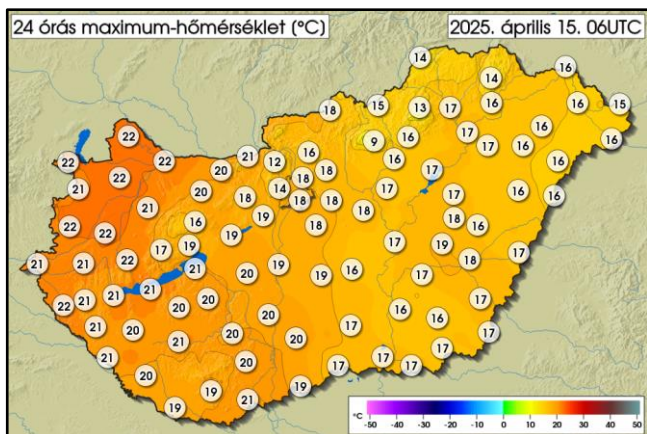 24 órás maximum-hőmérséklet (°C)
2025. április 15. 06UTC
14
16
14
18 15 13 17 16 16 15
22
9 16 17 17 16 16 16
22 22 21 12 16 16 16
20 18 17
21 22 20 18 14 18 18 17 17 16 16
21 19 18 18
22 22 16 19 18 18 16
21 21 22 17 19 17 19 18 17
21 20 19 19 16 17
22 21 21 21 20 20 17
21 20 20 20 17 16 16 17
21 20 20
21 20 17 17 17 17
20 19 19
19 21
°C
-50 -40 -30 -20 -10 0 10 20 30 40 50